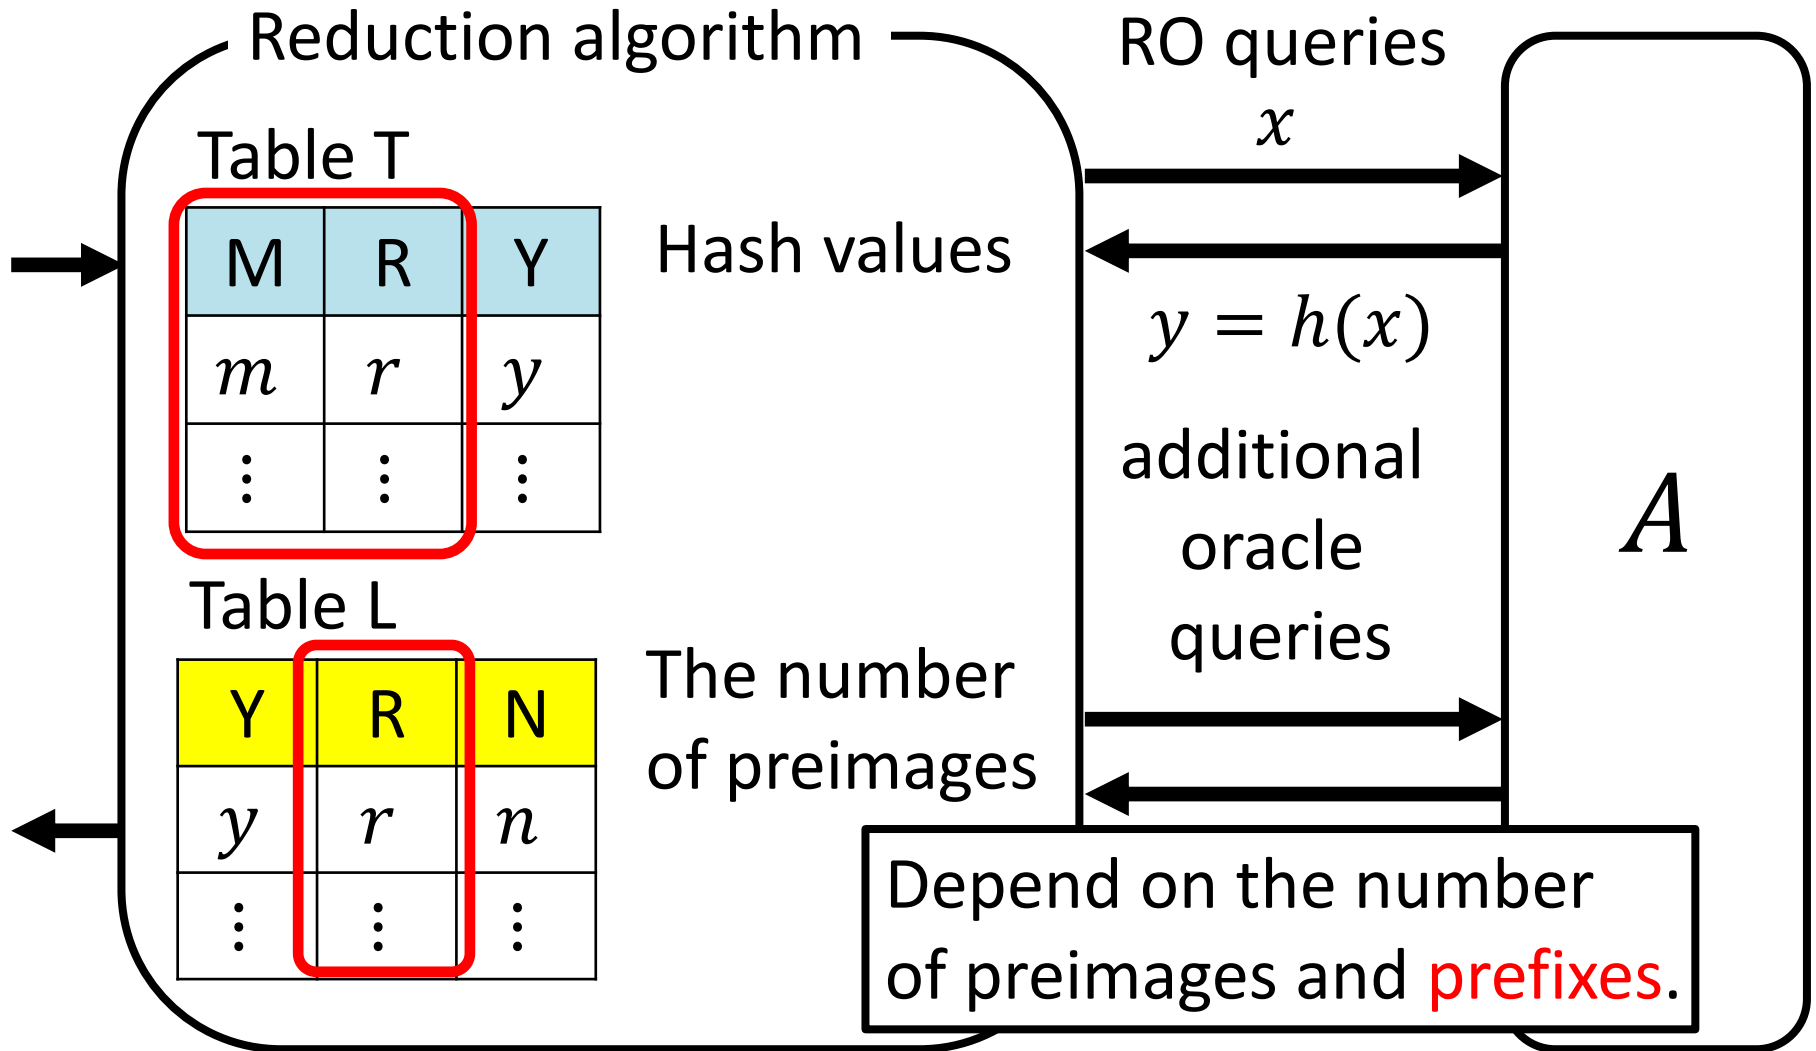 Reduction algorithm
Table T
M R Y
m r y
⋮ ⋮ ⋮
Hash values
Table L
Y R N
y r n
⋮ ⋮ ⋮
The number
of preimages
RO queries
x
y = h(x)
additional
oracle
queries
A
Depend on the number
of preimages and prefixes.